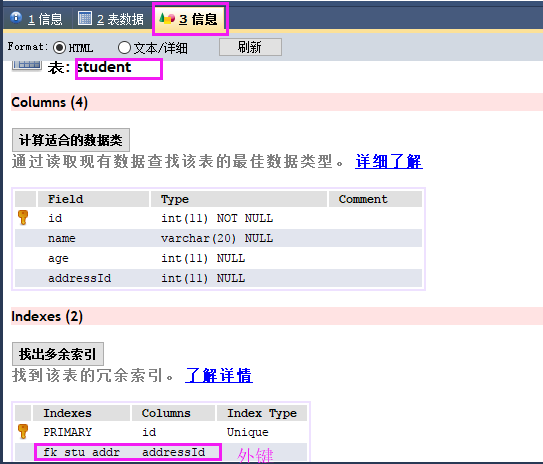 1 信息 2 表数据 3 信息
Format: HTML 文本/详细 刷新
表: student
Columns (4)
计算适合的数据类
通过读取现有数据查找该表的最佳数据类型。 详细了解
Field Type Comment
id int(11) NOT NULL
name varchar(20) NULL
age int(11) NULL
addressId int(11) NULL
Indexes (2)
找出多余索引
找到该表的冗余索引。 了解详情
Indexes Columns Index Type
PRIMARY id Unique
fk stu addr addressId 外键